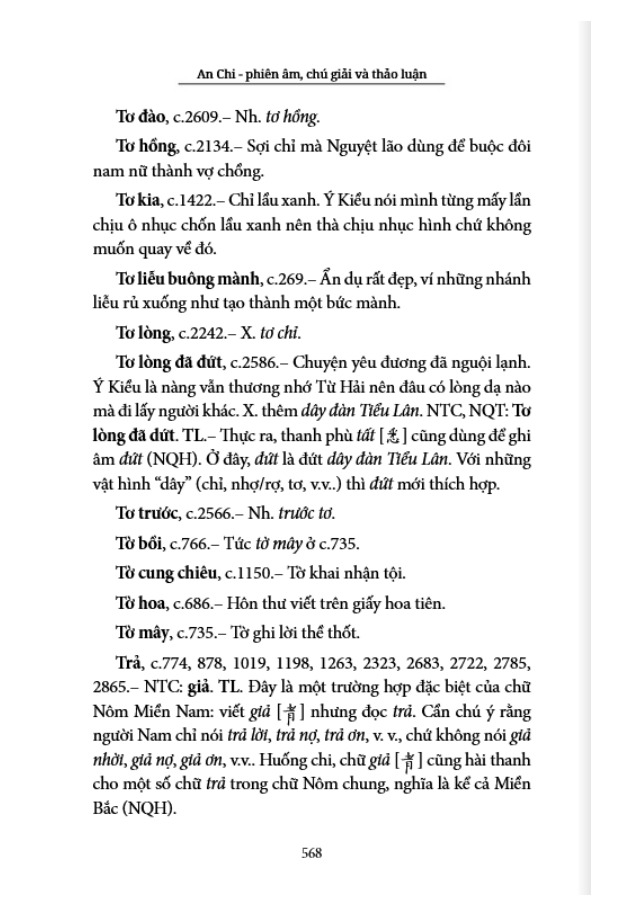 An Chi - phiên âm, chú giải và thảo luận
Tơ đào, c.2609.– Nh. tơ hồng.
Tơ hồng, c.2134.– Sợi chỉ mà Nguyệt lão dùng để buộc đôi
nam nữ thành vợ chồng.
Tơ kia, c.1422.– Chỉ lầu xanh. Ý Kiều nói mình từng mấy lần
chịu ô nhục chốn lầu xanh nên thà chịu nhục hình chứ không
muốn quay về đó.
Tơ liễu buông mành, c.269.– Ẩn dụ rất đẹp, ví những nhánh
liễu rủ xuống như tạo thành một bức mành.
Tơ lòng, c.2242.– X. tơ chỉ.
Tơ lòng đã đứt, c.2586.– Chuyện yêu đương đã nguội lạnh.
Ý Kiều là nàng vẫn thương nhớ Từ Hải nên đâu có lòng dạ nào
mà đi lấy người khác. X. thêm dây đàn Tiểu Lân. NTC, NQT: Tơ
lòng đã dứt. TL.– Thực ra, thanh phù tất [] cũng dùng để ghi
âm đứt (NQH). Ở đây, đứt là đứt dây đàn Tiểu Lân. Với những
vật hình “dây” (chỉ, nhợ/rợ, tơ, v.v..) thì đứt mới thích hợp.
Tơ trước, c.2566.– Nh. trước tơ.
Tờ bồi, c.766.– Tức tờ mây ở c.735.
Tờ cung chiêu, c.1150.– Tờ khai nhận tội.
Tờ hoa, c.686.– Hôn thư viết trên giấy hoa tiên.
Tờ mây, c.735.– Tờ ghi lời thề thốt.
Trả, c.774, 878, 1019, 1198, 1263, 2323, 2683, 2722, 2785,
2865.– NTC: giả. TL. Đây là một trường hợp đặc biệt của chữ
Nôm Miền Nam: viết giả [] nhưng đọc trả. Cần chú ý rằng
người Nam chỉ nói trả lời, trả nợ, trả ơn, v. v., chứ không nói giả
nhời, giả nợ, giả ơn, v.v.. Huống chi, chữ giả [] cũng hài thanh
cho một số chữ trả trong chữ Nôm chung, nghĩa là kể cả Miền
Bắc (NQH).
568